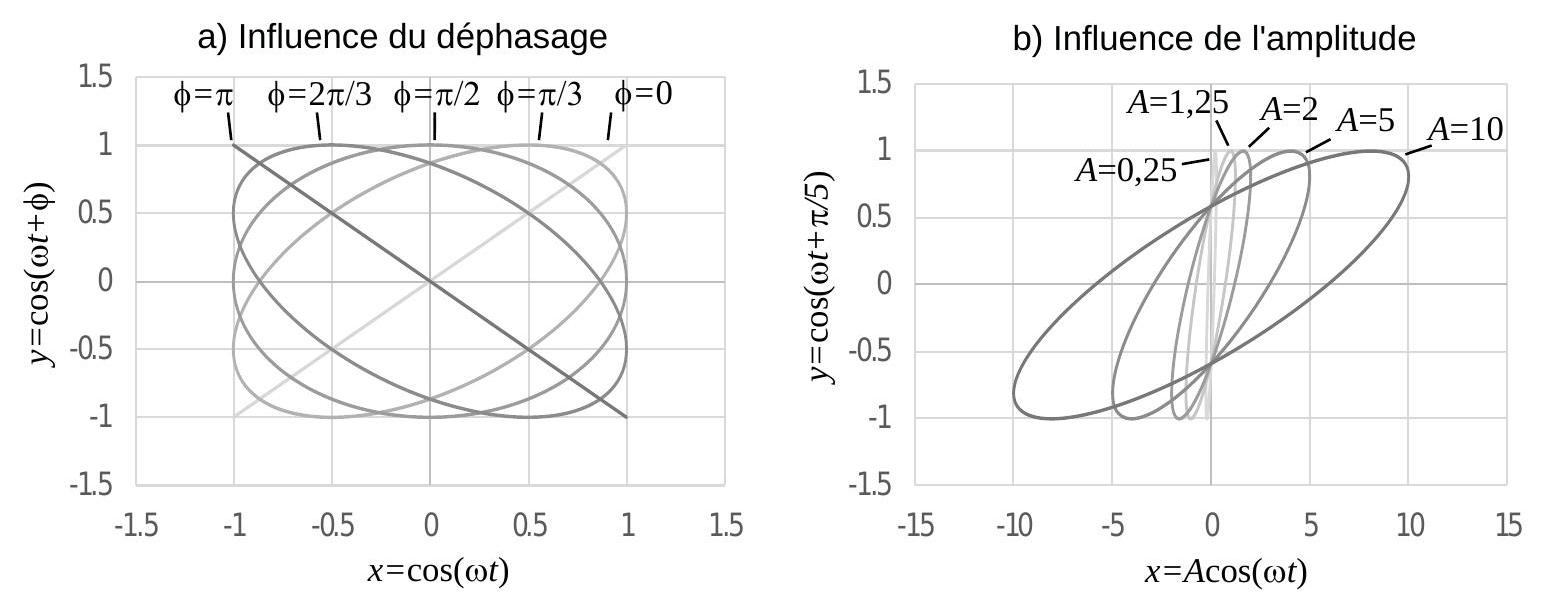 a) Influence du déphasage
1.5
ϕ=π ϕ=2π/3 ϕ=π/2 ϕ=π/3 ϕ=0
1
0.5
0
-0.5
-1
-1.5
y=cos(ωt+ϕ)
-1.5 -1 -0.5 0 0.5 1 1.5
x=cos(ωt)
b) Influence de l'amplitude
1.5
A=1,25 A=2 A=5 A=10
A=0,25
1
0.5
0
-0.5
-1
-1.5
y=cos(ωt+π/5)
-15 -10 -5 0 5 10 15
x=Acos(ωt)